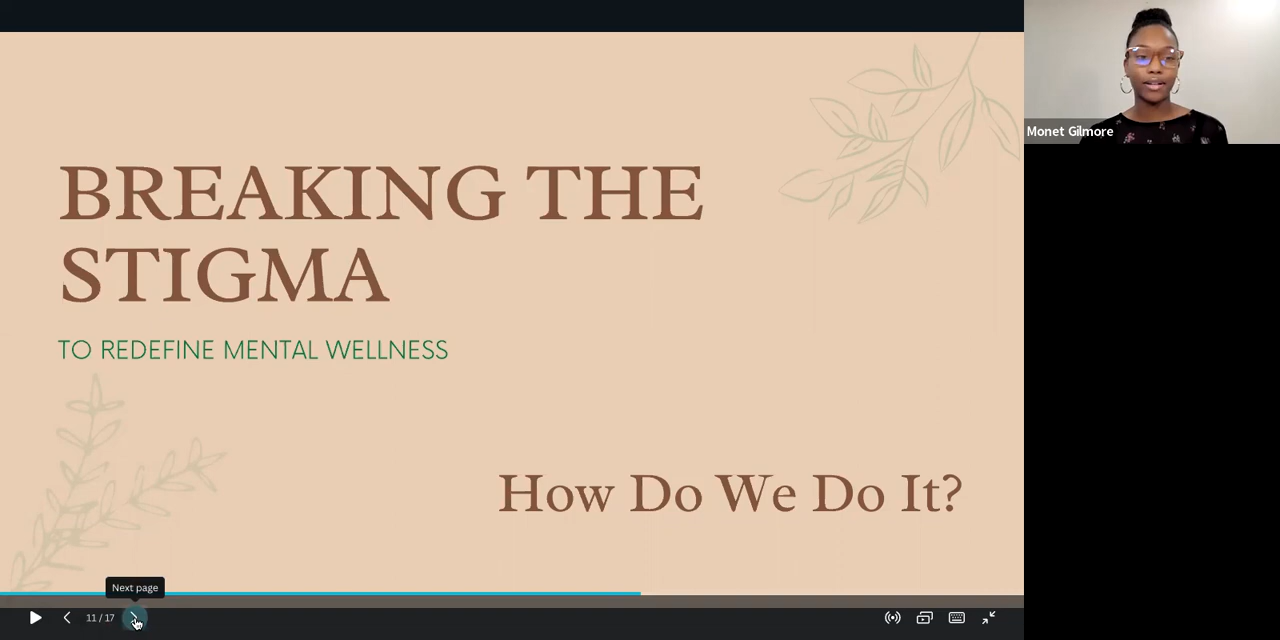 BREAKING THE
STIGMA
TO REDEFINE MENTAL WELLNESS
How Do We Do It?
Next page
11 / 17
Monet Gilmore